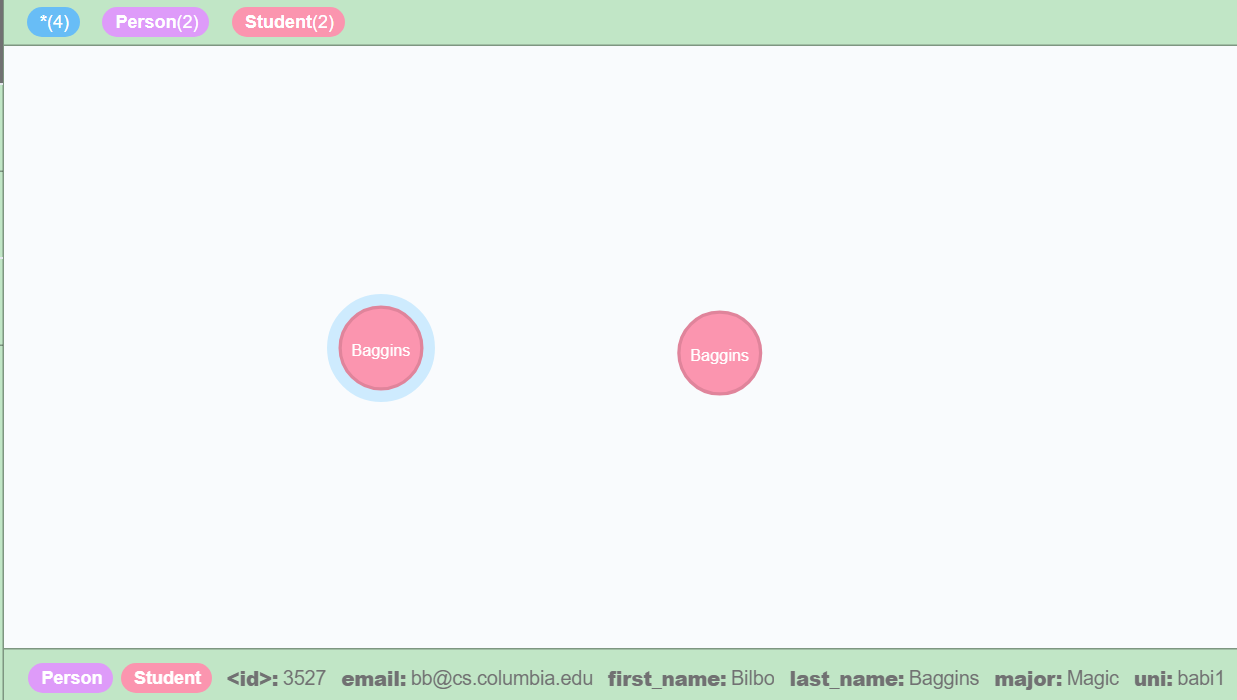 *(4) Person(2) Student(2)
Baggins Baggins
Person Student <id>: 3527 email: bb@cs.columbia.edu first_name: Bilbo last_name: Baggins major: Magic uni: babi1